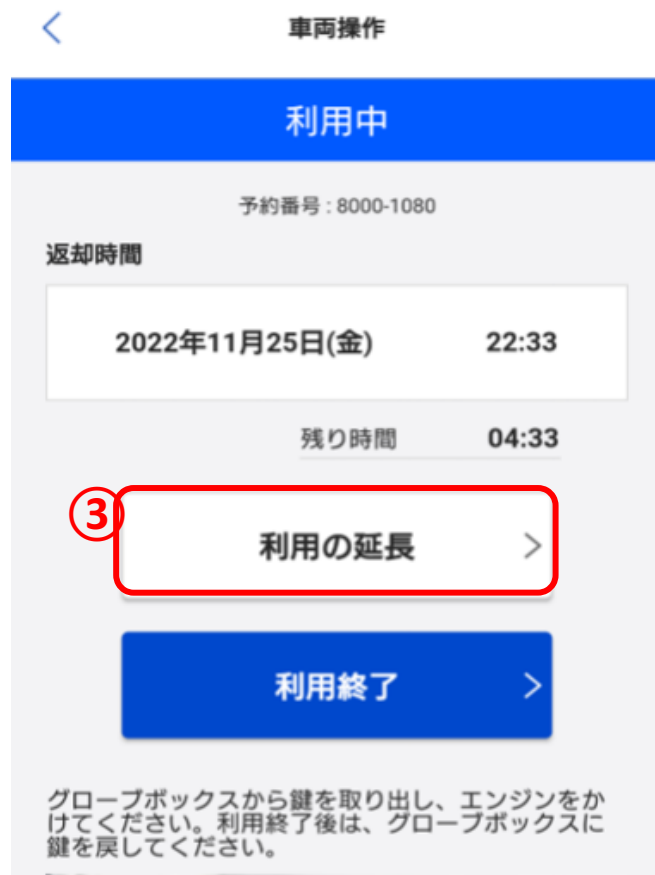 車両操作
利用中
予約番号 : 8000-1080
返却時間
2022年11月25日(金) 22:33
残り時間 04:33
③
利用の延長
利用終了
グローブボックスから鍵を取り出し、エンジンをか
けてください。利用終了後は、グローブボックスに
鍵を戻してください。